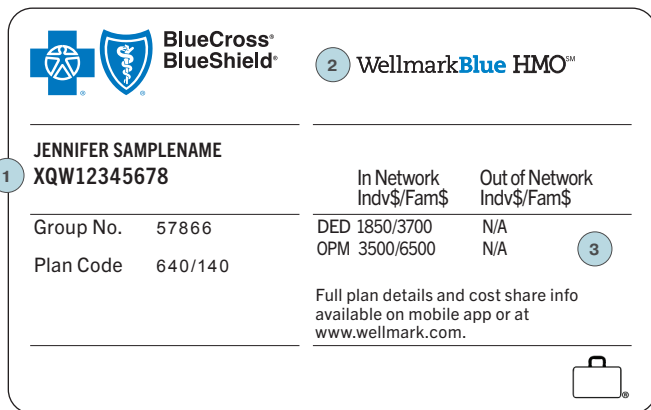 BlueCross®
BlueShield®
® ®
2 WellmarkBlue HMO℠
JENNIFER SAMPLENAME
1 XQW12345678
Group No. 57866
Plan Code 640/140
In Network Out of Network
Indv$/Fam$ Indv$/Fam$
DED 1850/3700 N/A
OPM 3500/6500 N/A
3
Full plan details and cost share info
available on mobile app or at
www.wellmark.com.
®